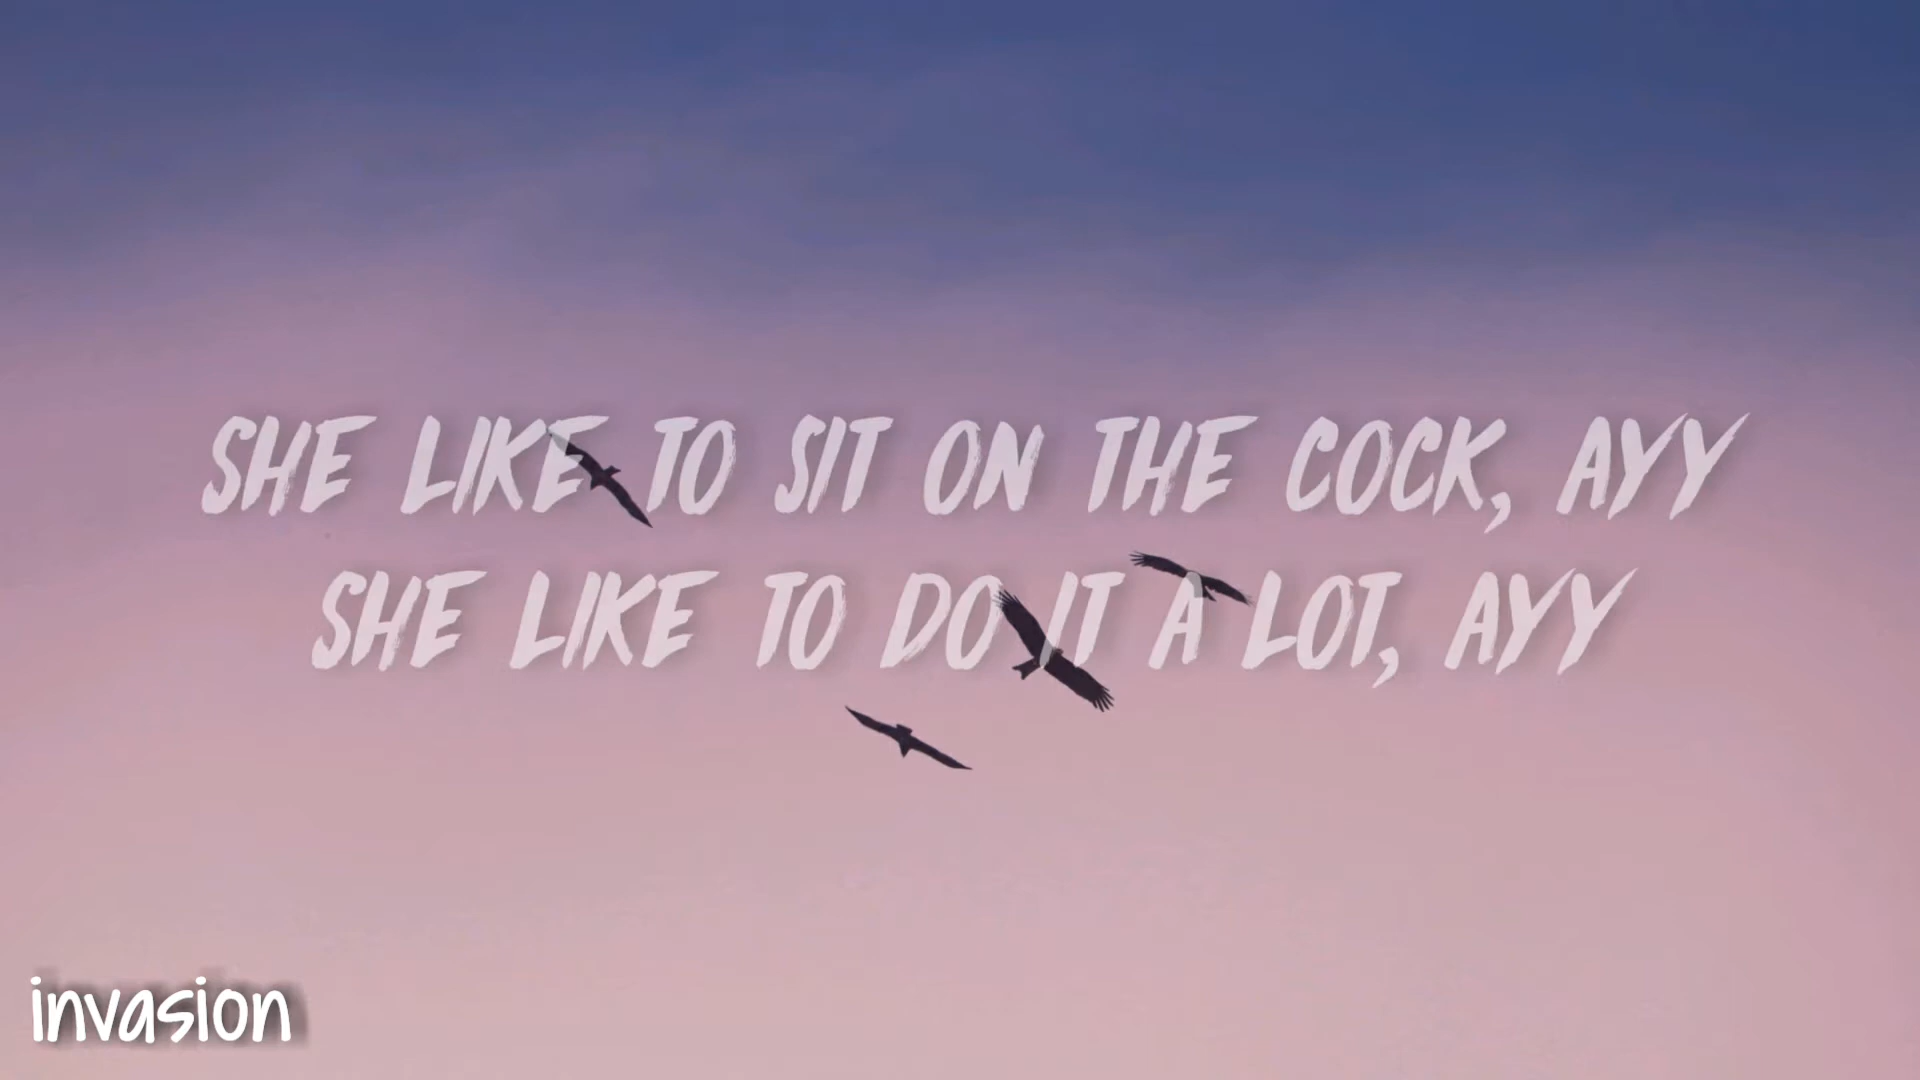 SHE LIKE TO SIT ON THE COCK, AYY
SHE LIKE TO DO IT A LOT, AYY
invasion